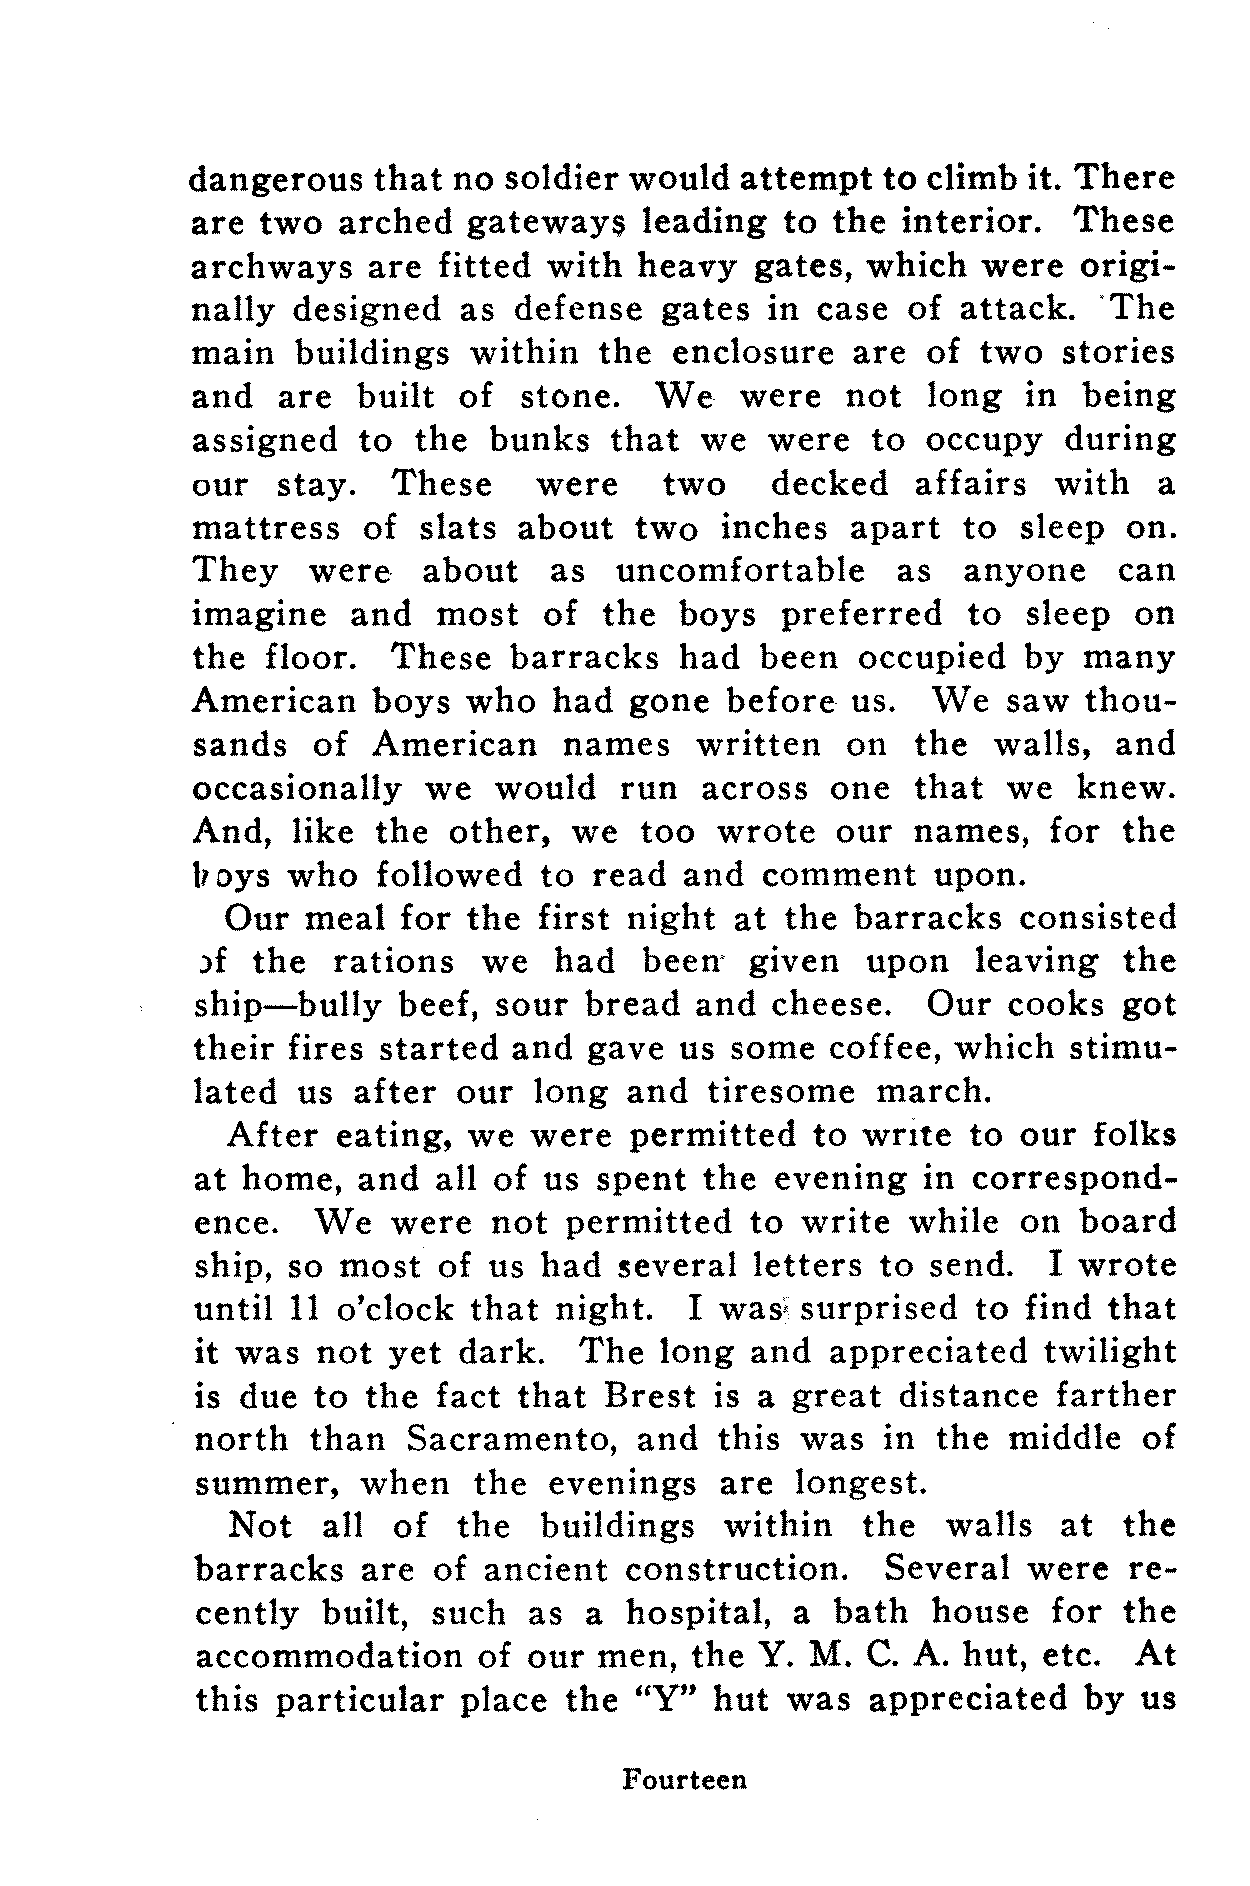 dangerous that no soldier would attempt to climb it. There
are two arched gateways leading to the interior. These
archways are fitted with heavy gates, which were origi-
nally designed as defense gates in case of attack. The
main buildings within the enclosure are of two stories
and are built of stone. We were not long in being
assigned to the bunks that we were to occupy during
our stay. These were two decked affairs with a
mattress of slats about two inches apart to sleep on.
They were about as uncomfortable as anyone can
imagine and most of the boys preferred to sleep on
the floor. These barracks had been occupied by many
American boys who had gone before us. We saw thou-
sands of American names written on the walls, and
occasionally we would run across one that we knew.
And, like the other, we too wrote our names, for the
boys who followed to read and comment upon.
Our meal for the first night at the barracks consisted
of the rations we had been given upon leaving the
ship—bully beef, sour bread and cheese. Our cooks got
their fires started and gave us some coffee, which stimu-
lated us after our long and tiresome march.
After eating, we were permitted to write to our folks
at home, and all of us spent the evening in correspond-
ence. We were not permitted to write while on board
ship, so most of us had several letters to send. I wrote
until 11 o'clock that night. I was surprised to find that
it was not yet dark. The long and appreciated twilight
is due to the fact that Brest is a great distance farther
north than Sacramento, and this was in the middle of
summer, when the evenings are longest.
Not all of the buildings within the walls at the
barracks are of ancient construction. Several were re-
cently built, such as a hospital, a bath house for the
accommodation of our men, the Y. M. C. A. hut, etc. At
this particular place the “Y” hut was appreciated by us
Fourteen